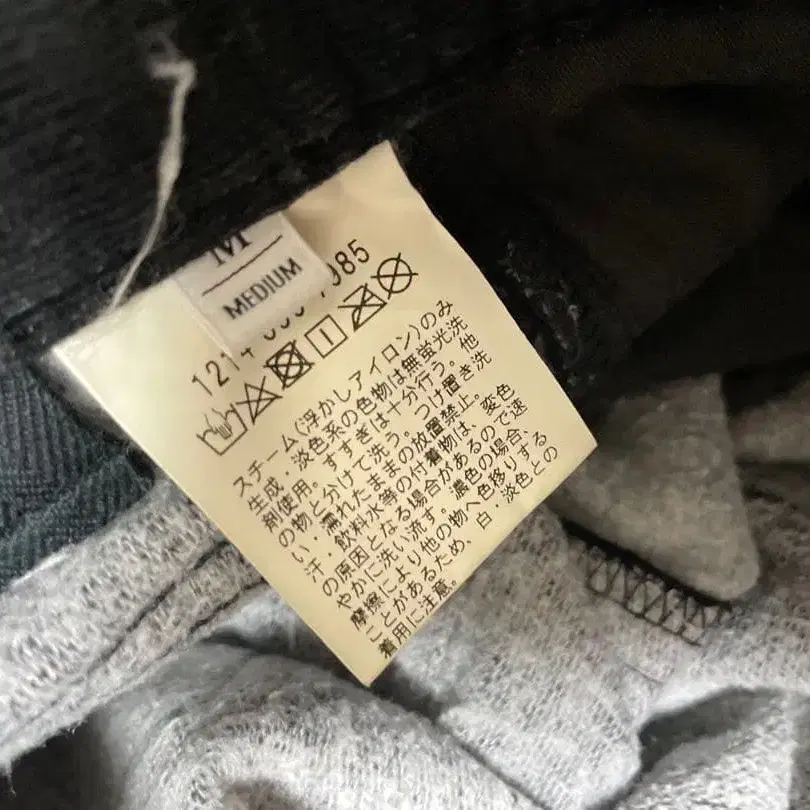 M
MEDIUM
スチーム(浮かしアイロン)のみ
生成・淡色系の色物は無蛍光洗
剤使用。すすぎは十分行う。他
の物と分けて洗う。つけ置き洗
い・濡れたままの放置禁止。
汗・飲料水等の付着物は、変色
の原因となる場合があるので速
やかに洗い流す。濃色の場合、
摩擦により他の物へ色移りする
ことがあるため、白・淡色との
着用に注意。